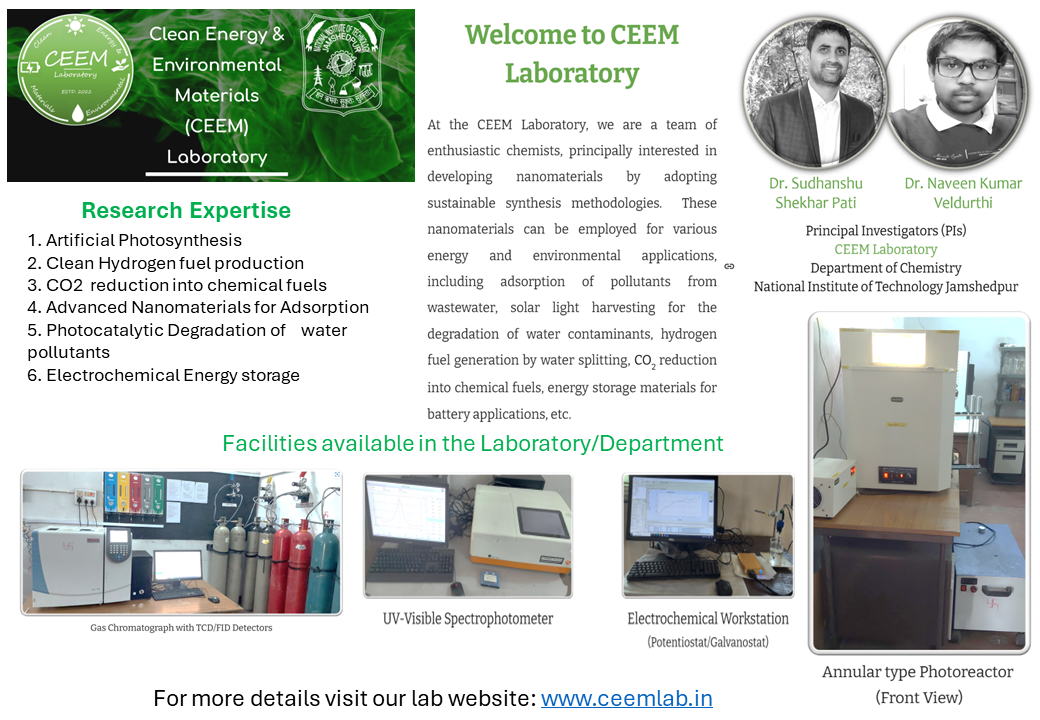 CEEM
Laboratory
ESTD. 2022
Clean
Energy &
Environmental
Materials
Clean Energy &
Environmental
Materials
(CEEM)
Laboratory
NATIONAL INSTITUTE OF TECHNOLOGY
JAMSHEDPUR
Research Expertise
1. Artificial Photosynthesis
2. Clean Hydrogen fuel production
3. CO2 reduction into chemical fuels
4. Advanced Nanomaterials for Adsorption
5. Photocatalytic Degradation of water
pollutants
6. Electrochemical Energy storage
Welcome to CEEM
Laboratory
At the CEEM Laboratory, we are a team of
enthusiastic chemists, principally interested in
developing nanomaterials by adopting
sustainable synthesis methodologies. These
nanomaterials can be employed for various
energy and environmental applications,
including adsorption of pollutants from
wastewater, solar light harvesting for the
degradation of water contaminants, hydrogen
fuel generation by water splitting, CO2 reduction
into chemical fuels, energy storage materials for
battery applications, etc.
Dr. Sudhanshu
Shekhar Pati
Dr. Naveen Kumar
Veldurthi
Principal Investigators (PIs)
CEEM Laboratory
Department of Chemistry
National Institute of Technology Jamshedpur
Facilities available in the Laboratory/Department
Gas Chromatograph with TCD/FID Detectors
UV-Visible Spectrophotometer
Electrochemical Workstation
(Potentiostat/Galvanostat)
Annular type Photoreactor
(Front View)
For more details visit our lab website: www.ceemlab.in